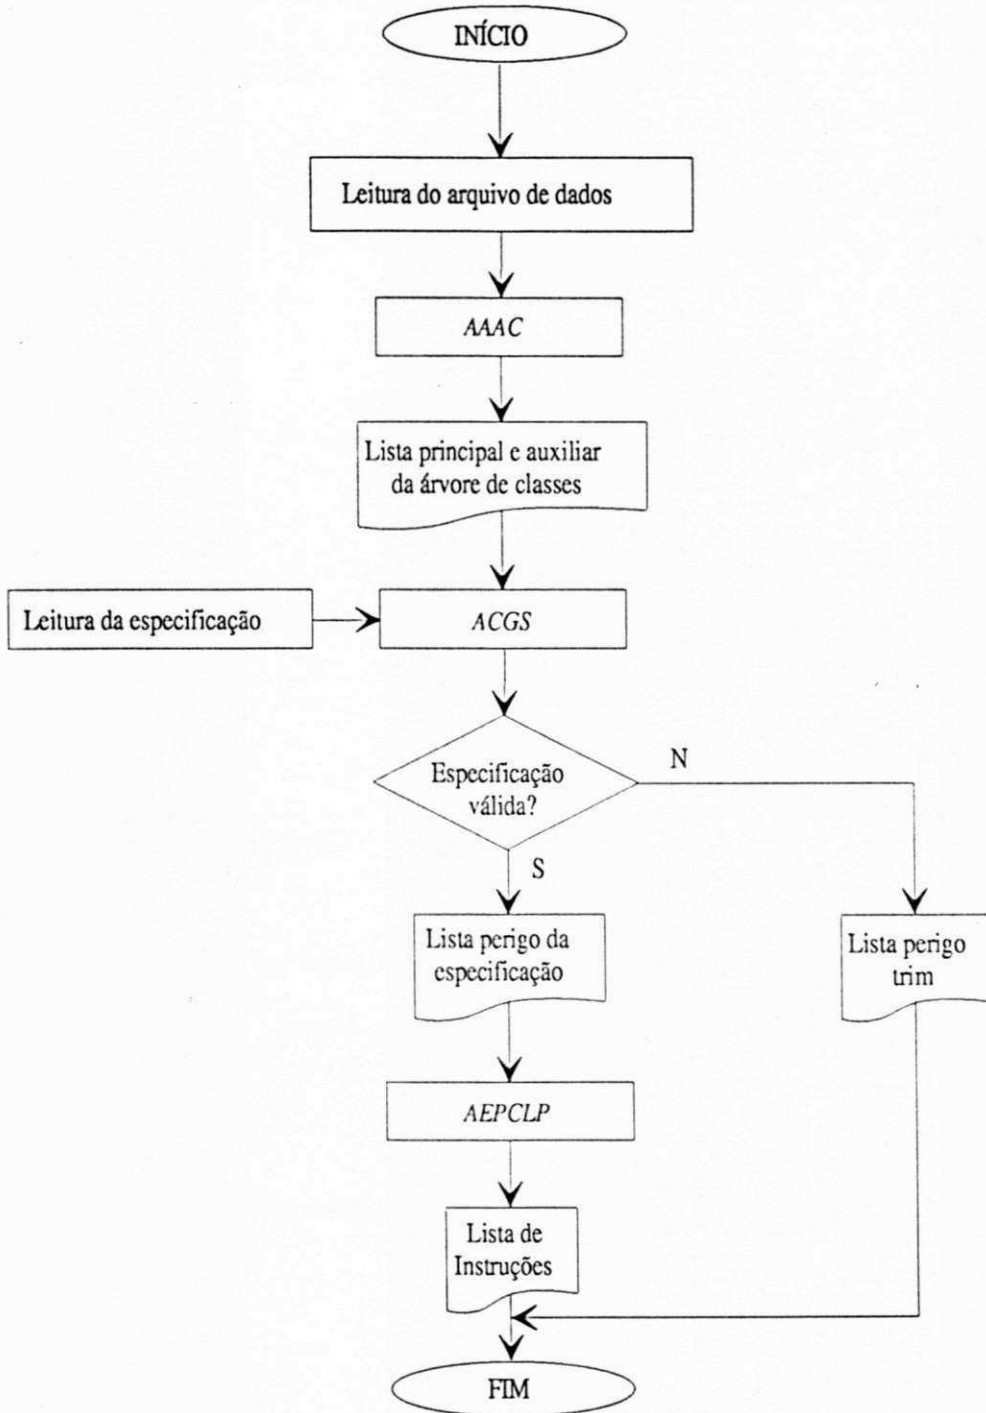 INÍCIO
Leitura do arquivo de dados
AAAC
Lista principal e auxiliar
da árvore de classes
Leitura da especificação
ACGS
Especificação
válida?
N
S
Lista perigo da
especificação
Lista perigo
trim
AEPCLP
Lista de
Instruções
FIM